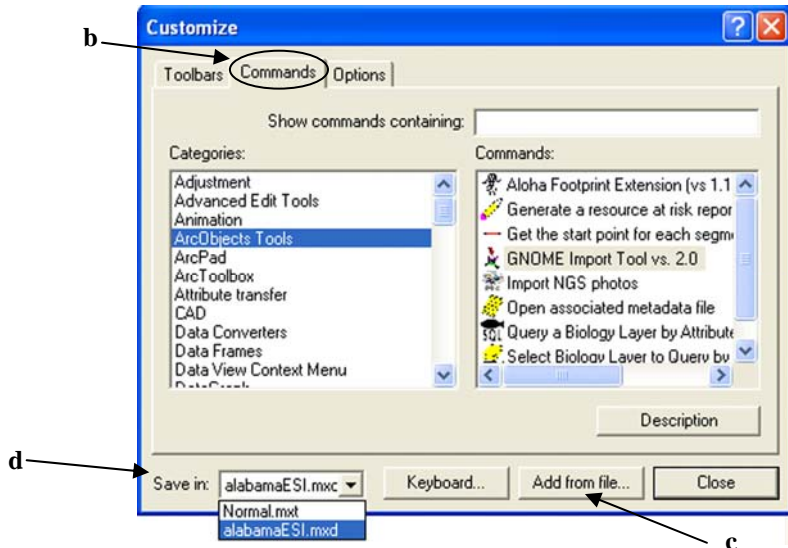 Customize
b
Toolbars Commands Options
Show commands containing:
Categories:
Adjustment
Advanced Edit Tools
Animation
ArcObjects Tools
ArcPad
ArcToolbox
Attribute transfer
CAD
Data Converters
Data Frames
Data View Context Menu
Commands:
Aloha Footprint Extension (vs 1.1
Generate a resource at risk repor
Get the start point for each segm
GNOME Import Tool vs. 2.0
Import NGS photos
Open associated metadata file
SQL Query a Biology Layer by Attribute
Select Biology Layer to Query by
Description
d
Save in: alabamaESI.mxc Keyboard... Add from file... Close
Normal.mxt
alabamaESI.mxd
c